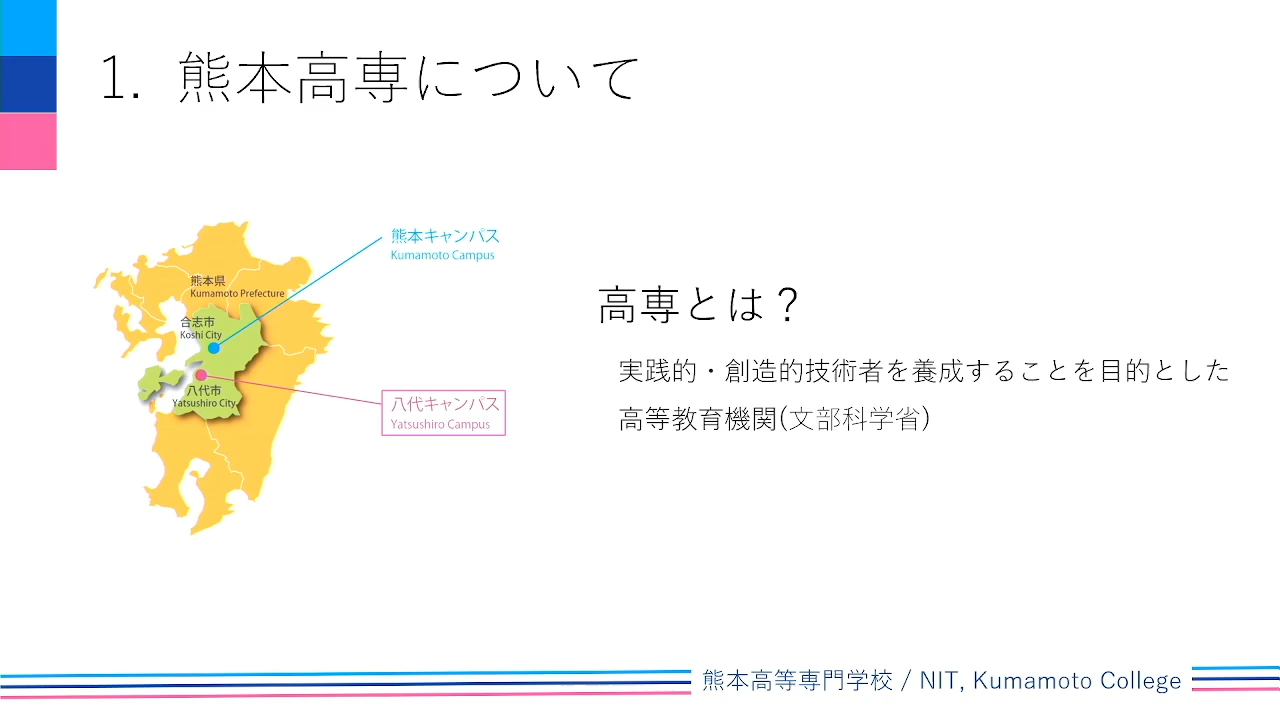 1. 熊本高専について
熊本キャンパス
Kumamoto Campus
熊本県
Kumamoto Prefecture
合志市
Koshi City
八代市
Yatsushiro City
八代キャンパス
Yatsushiro Campus
高専とは？
実践的・創造的技術者を養成することを目的とした
高等教育機関(文部科学省)
熊本高等専門学校 / NIT, Kumamoto College